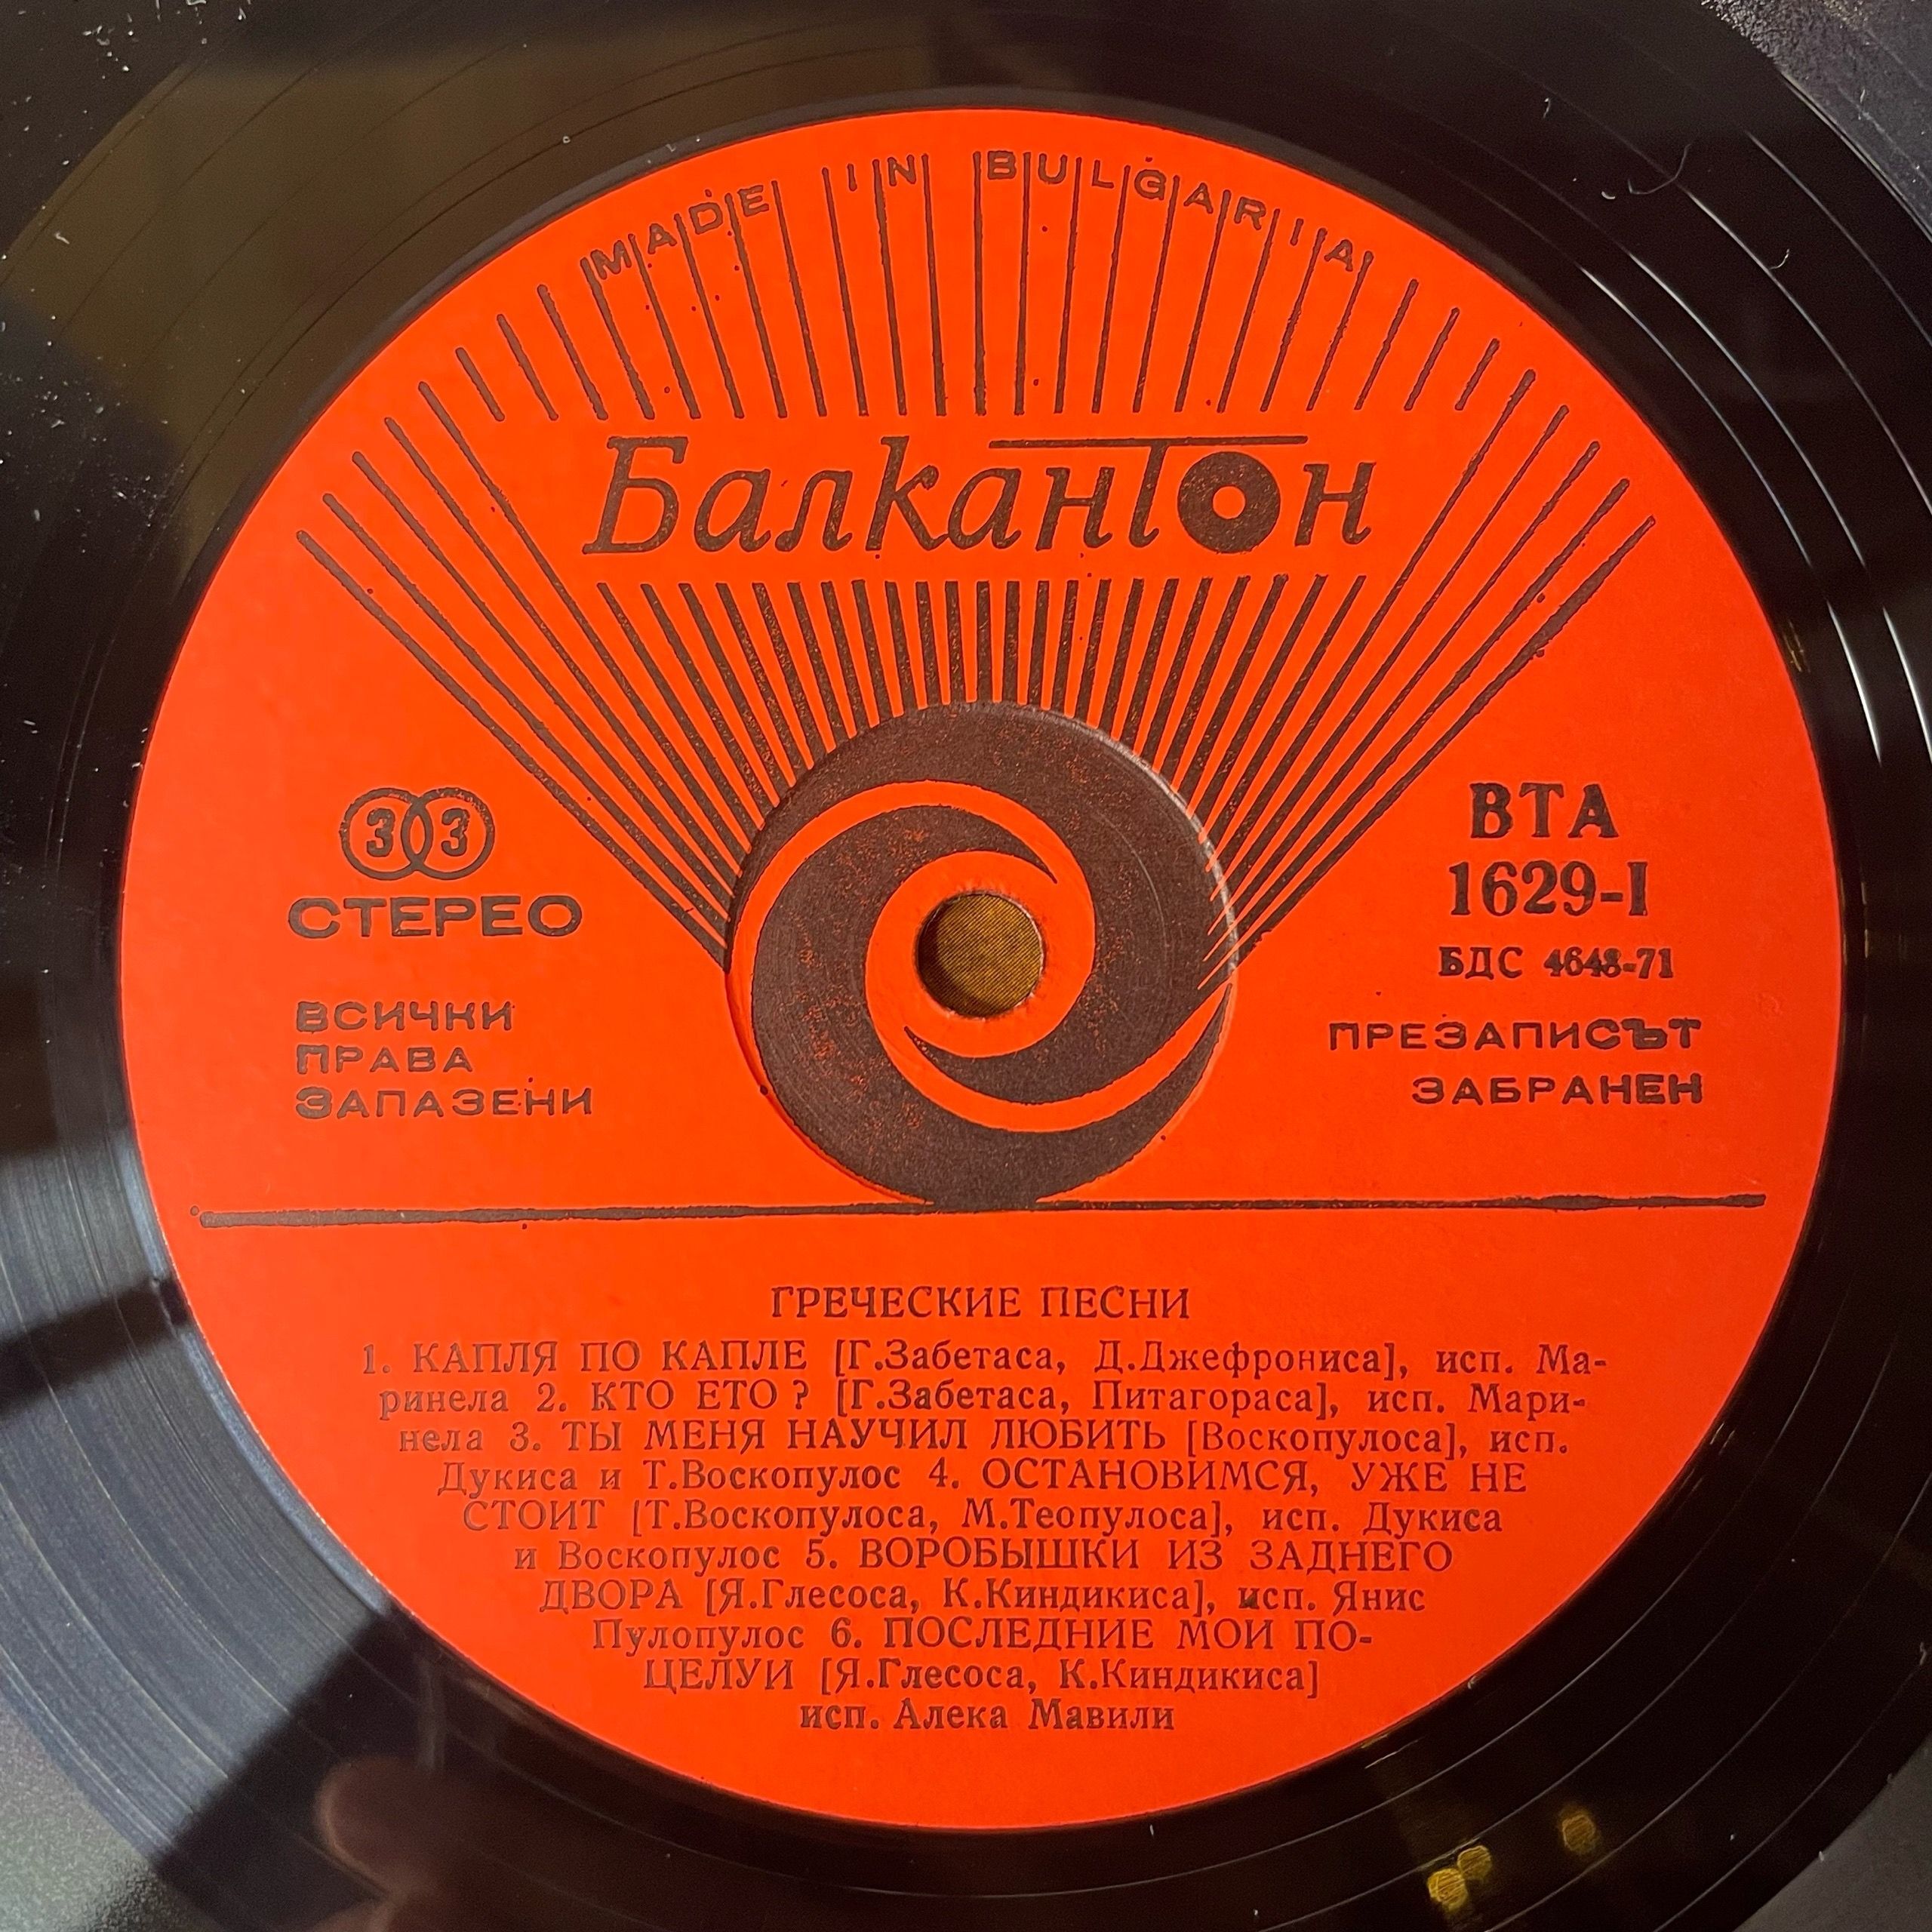 MADE IN BULGARIA
Балкантон
33
СТЕРЕО
ВСИЧКИ
ПРАВА
ЗАПАЗЕНИ
ВТА
1629-I
БДС 4648-71
ПРЕЗАПИСЪТ
ЗАБРАНЕН
ГРЕЧЕСКИЕ ПЕСНИ
1. КАПЛЯ ПО КАПЛЕ [Г.Забетаса, Д.Джефрониса], исп. Ма-
ринела 2. КТО ЕТО ? [Г.Забетаса, Питагораса], исп. Мари-
нела 3. ТЫ МЕНЯ НАУЧИЛ ЛЮБИТЬ [Воскопулоса], исп.
Дукиса и Т.Воскопулос 4. ОСТАНОВИМСЯ, УЖЕ НЕ
СТОИТ [Т.Воскопулоса, М.Теопулоса], исп. Дукиса
и Воскопулос 5. ВОРОБЫШКИ ИЗ ЗАДНЕГО
ДВОРА [Я.Глесоса, К.Киндикиса], исп. Янис
Пулопулос 6. ПОСЛЕДНИЕ МОИ ПО-
ЦЕЛУИ [Я.Глесоса, К.Киндикиса]
исп. Алека Мавили